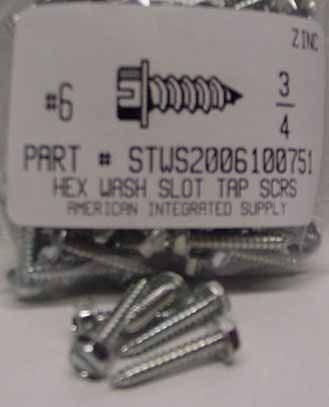 ZINC
#6
3
4
PART # STWS2006100751
HEX WASH SLOT TAP SCRS
AMERICAN INTEGRATED SUPPLY